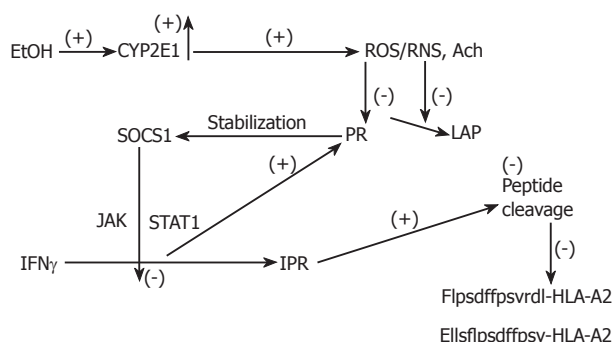 EtOH (+) CYP2E1 (+) ROS/RNS, Ach
(-) (-)
SOCS1 Stabilization PR LAP
(+) (-)
Peptide
cleavage
JAK STAT1 (+)
(-)
IFNγ (-) IPR
Flpsdffpsvrdl-HLA-A2
Ellsflpsdffpsv-HLA-A2